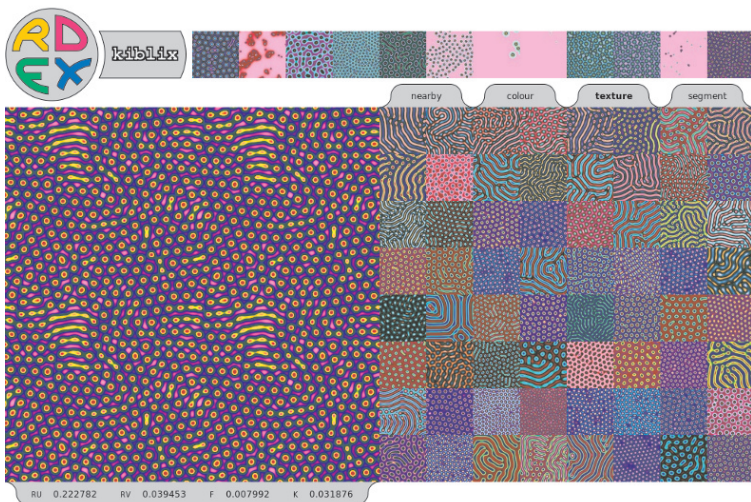 RD
EX
kiblix
nearby colour texture segment
RU 0.222782 RV 0.039453 F 0.007992 K 0.031876